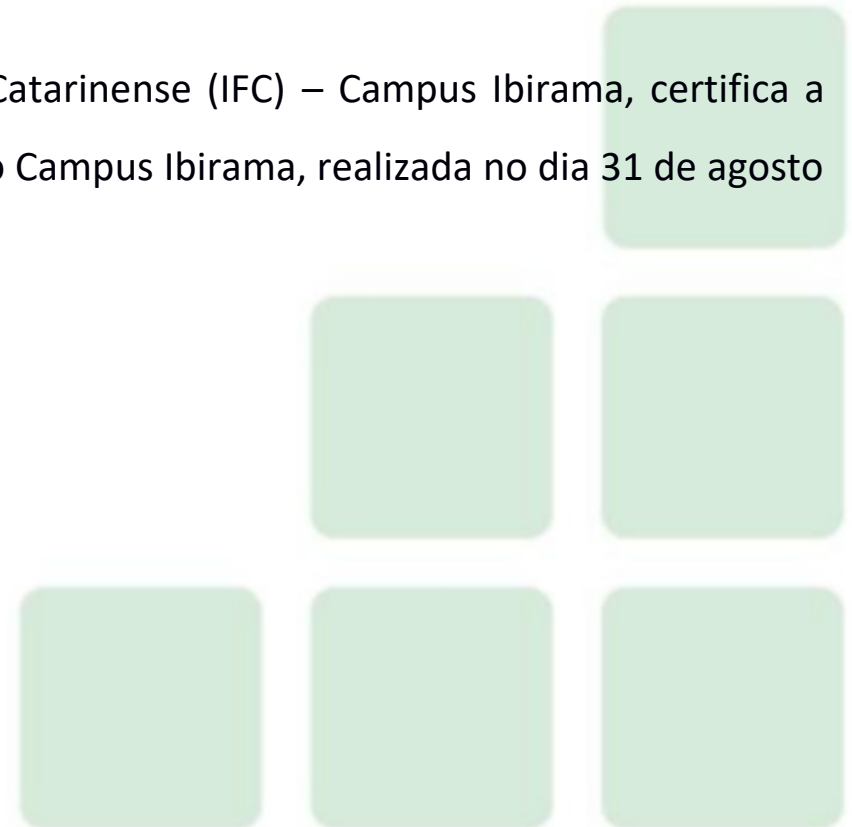 Catarinense (IFC) – Campus Ibirama, certifica a
Campus Ibirama, realizada no dia 31 de agosto